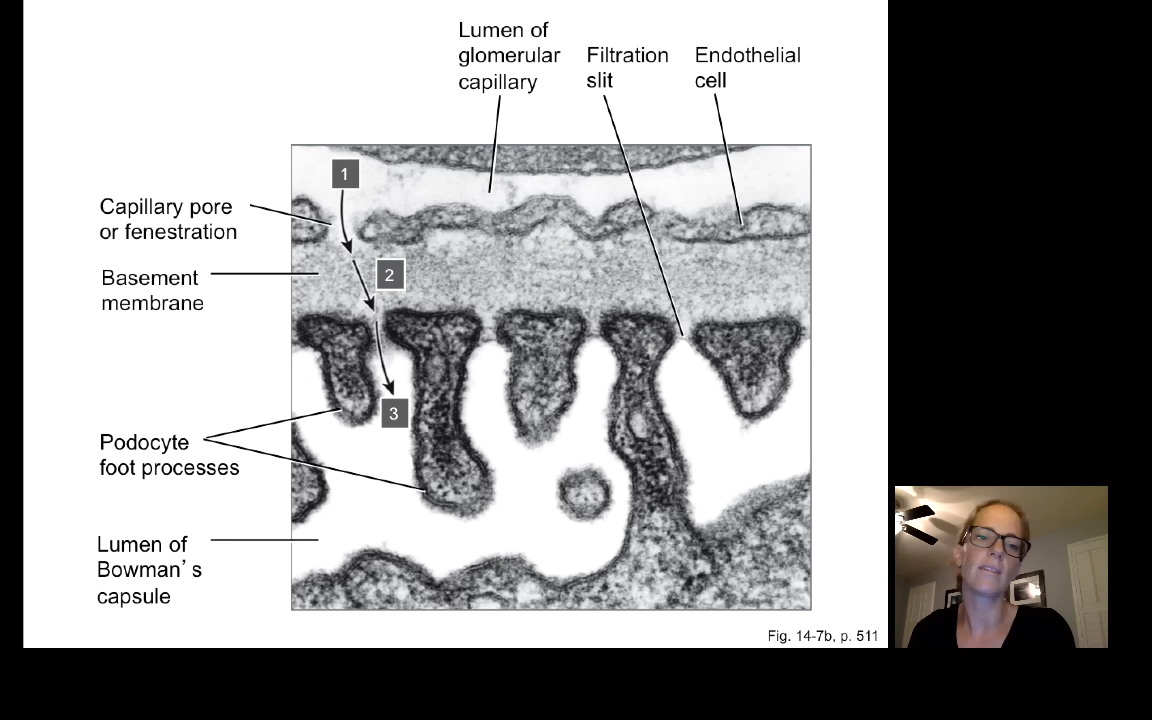 Lumen of
glomerular
capillary
Filtration
slit
Endothelial
cell
1
Capillary pore
or fenestration
2
Basement
membrane
3
Podocyte
foot processes
Lumen of
Bowman’s
capsule
Fig. 14-7b, p. 511